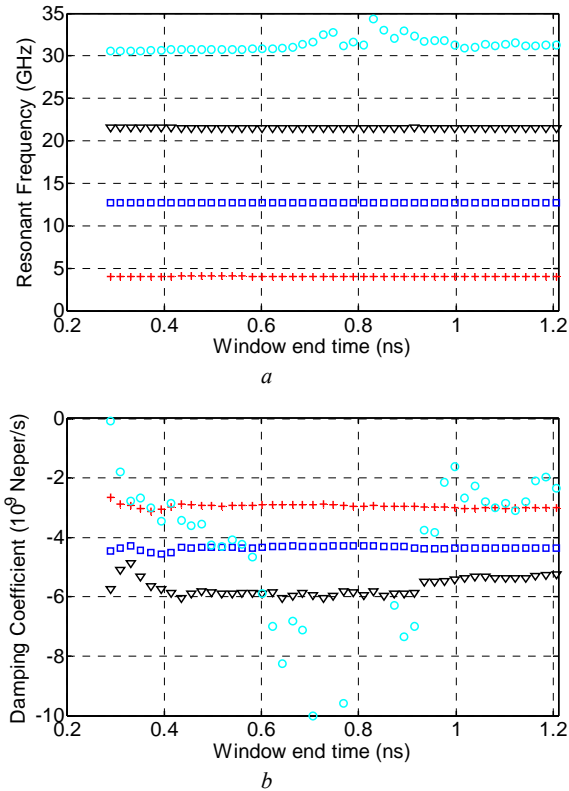 35
30
25
20
15
10
5
0
Resonant Frequency (GHz)
0.2 0.4 0.6 0.8 1 1.2
Window end time (ns)
a
0
-2
-4
-6
-8
-10
Damping Coefficient (10⁹ Neper/s)
0.2 0.4 0.6 0.8 1 1.2
Window end time (ns)
b